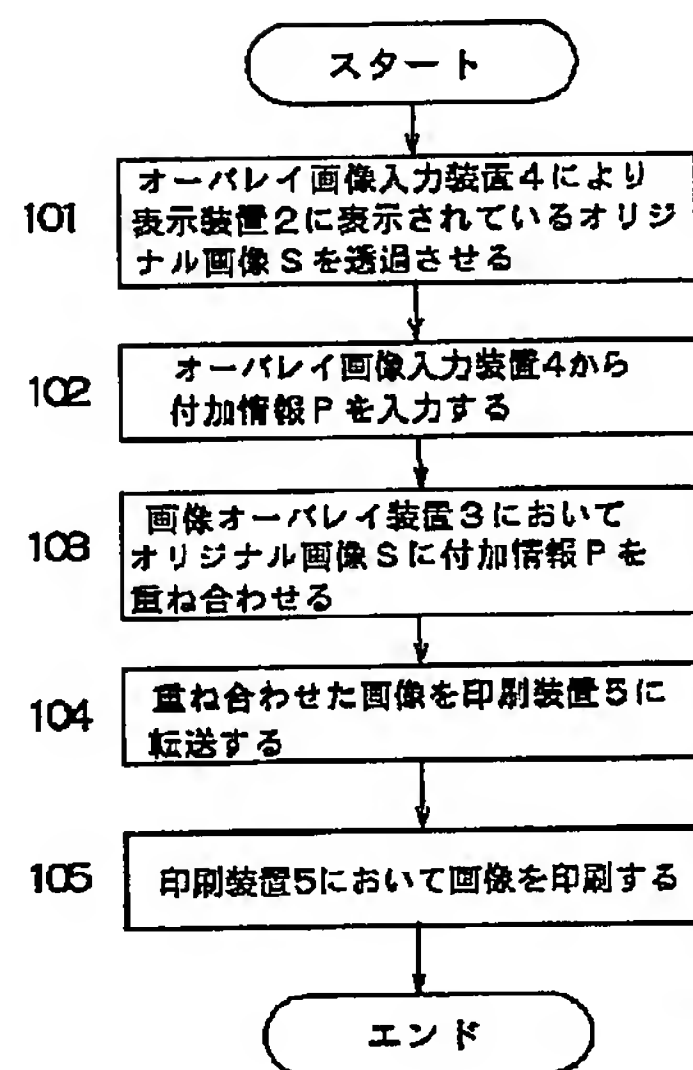 スタート
101
オーバレイ画像入力装置4により
表示装置2に表示されているオリジ
ナル画像Sを透過させる
102
オーバレイ画像入力装置4から
付加情報Pを入力する
103
画像オーバレイ装置3において
オリジナル画像Sに付加情報Pを
重ね合わせる
104
重ね合わせた画像を印刷装置5に
転送する
105
印刷装置5において画像を印刷する
エンド